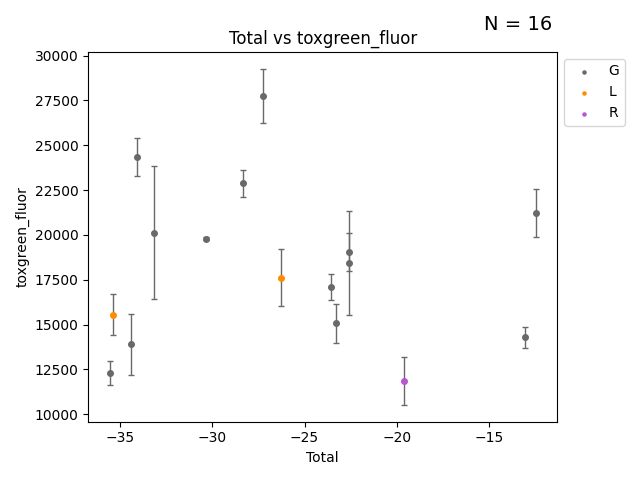 N = 16
Total vs toxgreen_fluor
30000
27500
25000
22500
20000
17500
15000
12500
10000
toxgreen_fluor
−35
−30
−25
−20
−15
Total
G
L
R